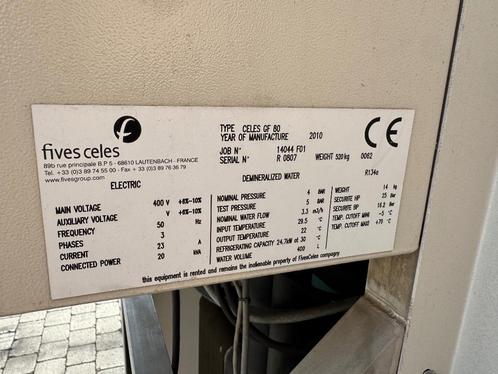 fivesceles
89b rue principale B.P 5 - 68610 LAUTENBACH - FRANCE
Tel. +33 (0)3 89 74 55 00 - Fax +33 (0)3 89 76 36 79
www.fivesgroup.com
TYPE CELES GF 80
YEAR OF MANUFACTURE 2010
JOB N° 14044 F01
SERIAL N° R 0807 WEIGHT 520 kg 0062
CE
ELECTRIC
MAIN VOLTAGE 400 V +6%-10%
AUXILIARY VOLTAGE V +6%-10%
FREQUENCY 50 Hz
PHASES 3
CURRENT 23 A
CONNECTED POWER 20 kVA
DEMINERALIZED WATER
NOMINAL PRESSURE 4 BAR
TEST PRESSURE 5 BAR
NOMINAL WATER FLOW 3.3 m3/h
INPUT TEMPERATURE 29.5 °C
OUTPUT TEMPERATURE 22 °C
REFRIGERATING CAPACITY 24.7kW at 30 °C
WATER VOLUME 400 L
R134a
WEIGHT 14 kg
SECURITE HP 25 bar
SECURITE BP 16.2 bar
TEMP. CUTOFF MINI -5 °C
TEMP. CUTOFF MAXI +70 °C
this equipment is rented and remains the inalienable property of FivesCeles compagny